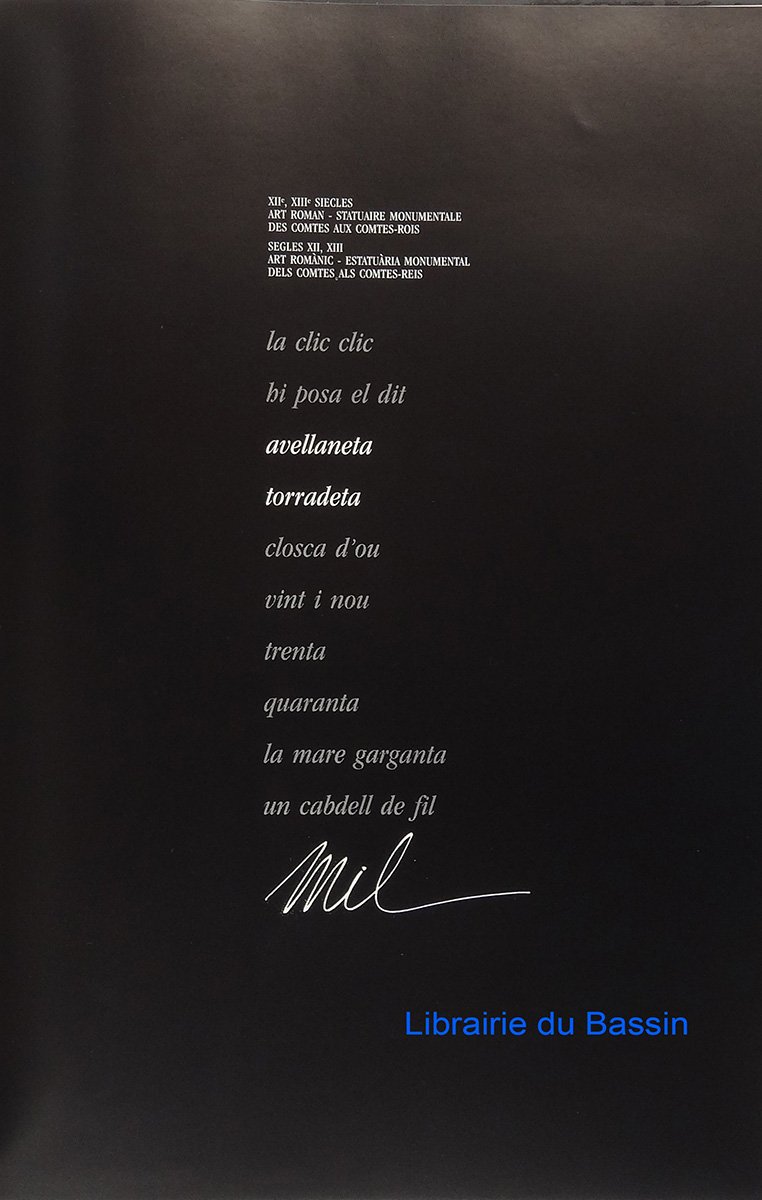 XIIᵉ, XIIIᵉ SIECLES
ART ROMAN - STATUAIRE MONUMENTALE
DES COMTES AUX COMTES-ROIS
SEGLES XII, XIII
ART ROMÀNIC - ESTATUÀRIA MONUMENTAL
DELS COMTES ALS COMTES-REIS
la clic clic
hi posa el dit
avellaneta
torradeta
closca d'ou
vint i nou
trenta
quaranta
la mare garganta
un cabdell de fil
Mil
Librairie du Bassin